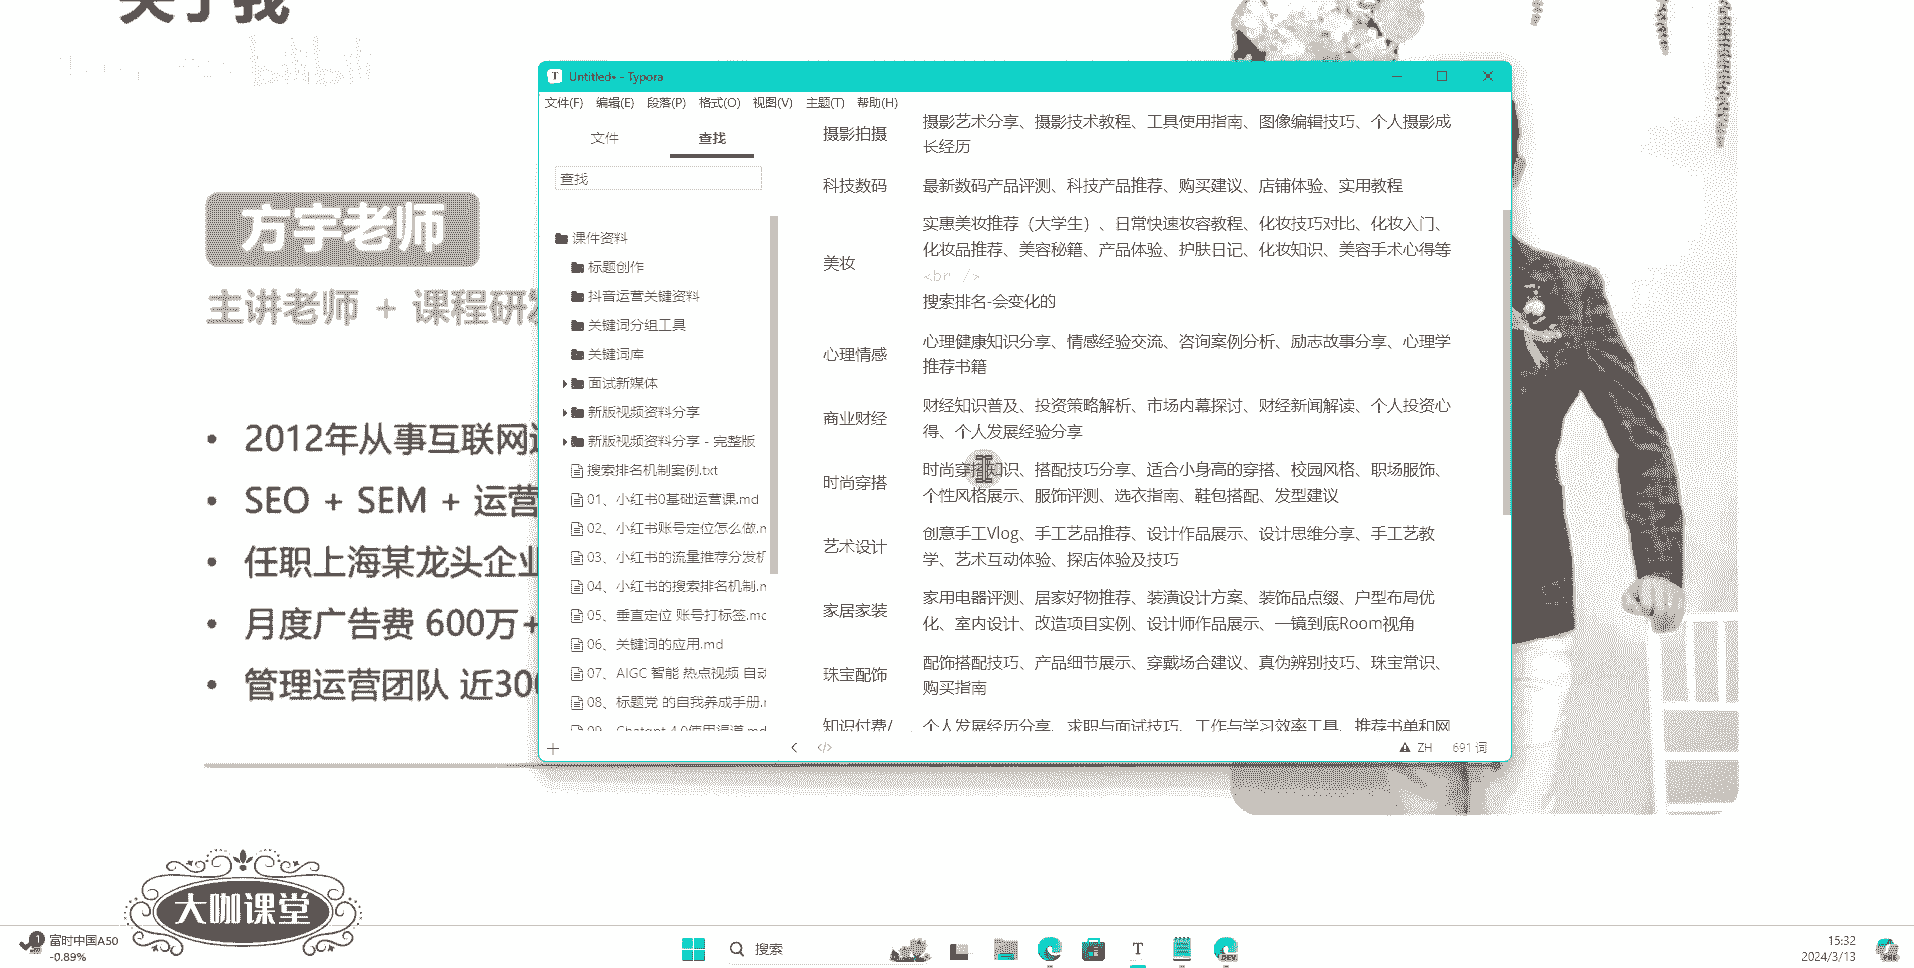 关于我
bilibili
方宇老师
主讲老师 + 课程研发
• 2012年从事互联网运
• SEO + SEM + 运营
• 任职上海某龙头企业
• 月度广告费 600万+
• 管理运营团队 近300
Untitled• - Typora
文件(F) 编辑(E) 段落(P) 格式(O) 视图(V) 主题(T) 帮助(H)
文件 查找
查找
课件资料
标题创作
抖音运营关键资料
关键词分组工具
关键词库
面试新媒体
新版视频资料分享
新版视频资料分享 - 完整版
搜索排名机制案例.txt
01、小红书0基础运营课.md
02、小红书账号定位怎么做.m
03、小红书的流量推荐分发机
04、小红书的搜索排名机制.m
05、垂直定位 账号打标签.md
06、关键词的应用.md
07、AIGC 智能 热点视频 自动
08、标题党 的自我养成手册.m
09、Chatgpt 4.0使用渠道.md
摄影拍摄
摄影艺术分享、摄影技术教程、工具使用指南、图像编辑技巧、个人摄影成
长经历
科技数码
最新数码产品评测、科技产品推荐、购买建议、店铺体验、实用教程
美妆
实惠美妆推荐（大学生）、日常快速妆容教程、化妆技巧对比、化妆入门、
化妆品推荐、美容秘籍、产品体验、护肤日记、化妆知识、美容手术心得等
<br />
搜索排名-会变化的
心理情感
心理健康知识分享、情感经验交流、咨询案例分析、励志故事分享、心理学
推荐书籍
商业财经
财经知识普及、投资策略解析、市场内幕探讨、财经新闻解读、个人投资心
得、个人发展经验分享
时尚穿搭
时尚穿搭知识、搭配技巧分享、适合小身高的穿搭、校园风格、职场服饰、
个性风格展示、服饰评测、选衣指南、鞋包搭配、发型建议
艺术设计
创意手工Vlog、手工艺品推荐、设计作品展示、设计思维分享、手工艺教
学、艺术互动体验、探店体验及技巧
家居家装
家用电器评测、居家好物推荐、装潢设计方案、装饰品点缀、户型布局优
化、室内设计、改造项目实例、设计师作品展示、一镜到底Room视角
珠宝配饰
配饰搭配技巧、产品细节展示、穿戴场合建议、真伪辨别技巧、珠宝常识、
购买指南
知识付费/
个人发展经历分享、求职与面试技巧、工作与学习效率工具、推荐书单和网
</> ZH 691 词
大咖课堂
1 富时中国A50
-0.89%
搜索
T
DEV
15:32
2024/3/13
PRE